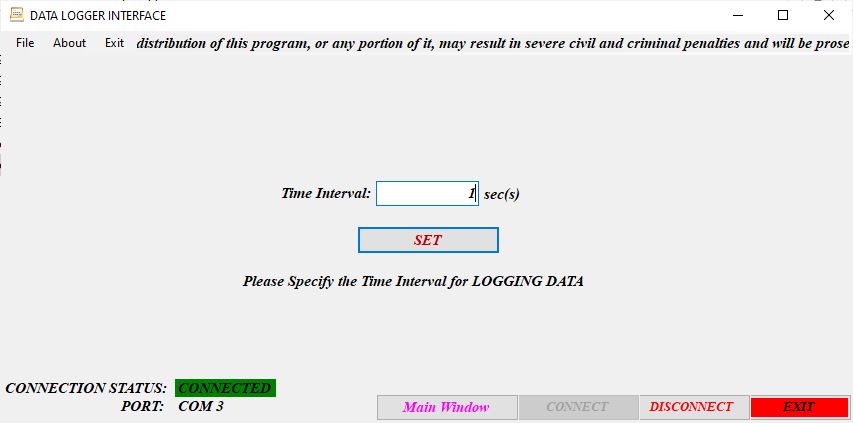 DATA LOGGER INTERFACE
File About Exit distribution of this program, or any portion of it, may result in severe civil and criminal penalties and will be prose
Time Interval: 1 sec(s)
SET
Please Specify the Time Interval for LOGGING DATA
CONNECTION STATUS: CONNECTED
PORT: COM 3
Main Window CONNECT DISCONNECT EXIT